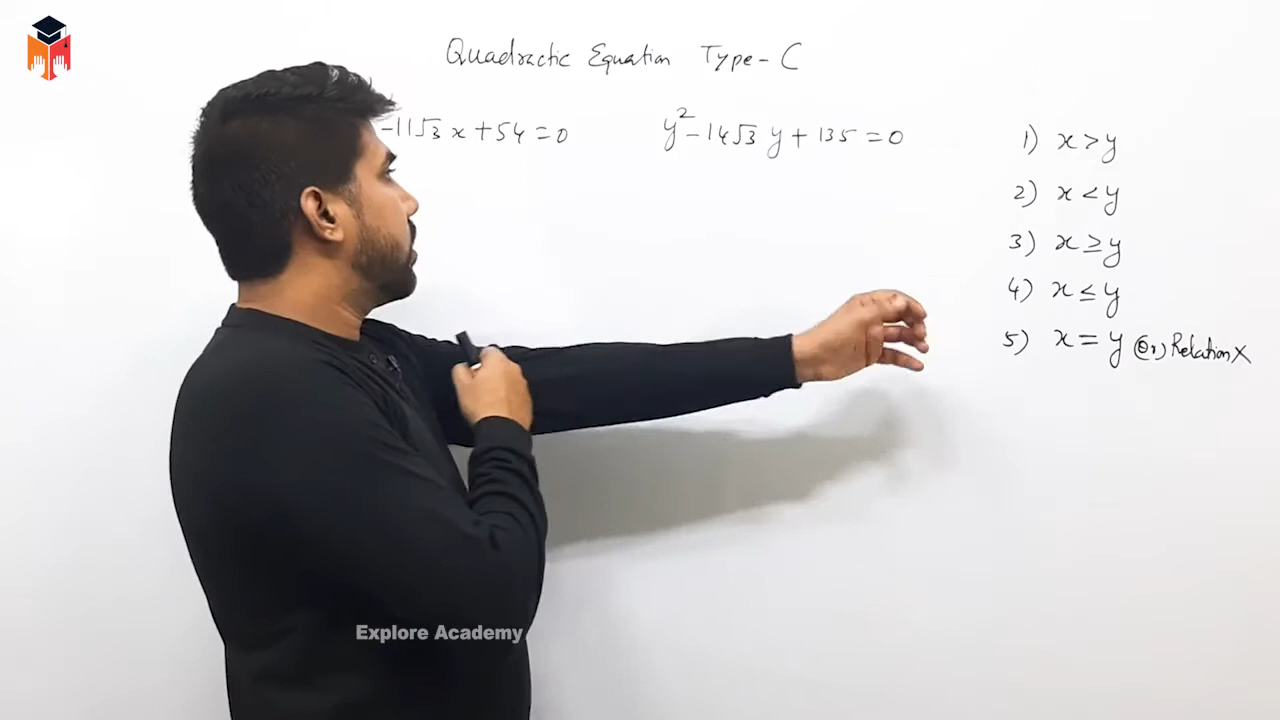 Quadractic Equation Type - C
-11√3 x + 54 = 0
y² - 14√3 y + 135 = 0
1) x > y
2) x < y
3) x ≥ y
4) x ≤ y
5) x = y (or) Relation X
Explore Academy